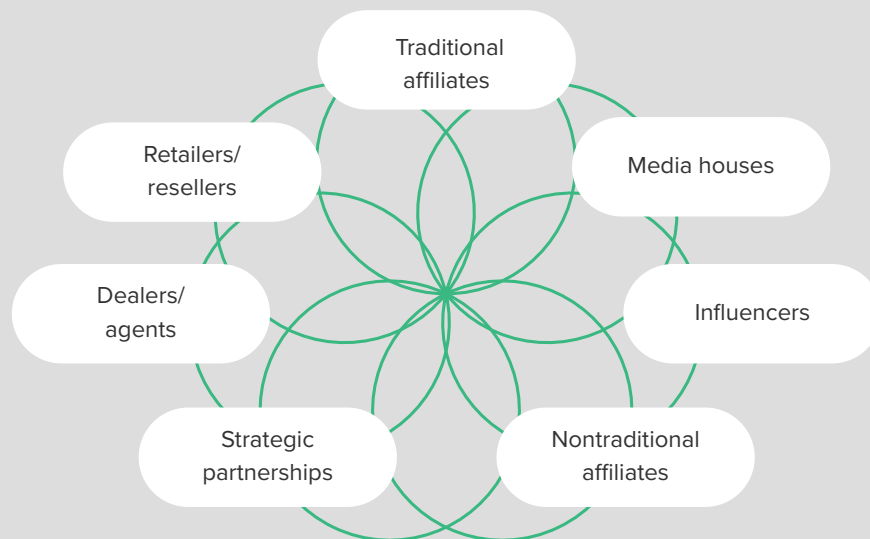 Traditional
affiliates
Retailers/
resellers
Media houses
Dealers/
agents
Influencers
Strategic
partnerships
Nontraditional
affiliates